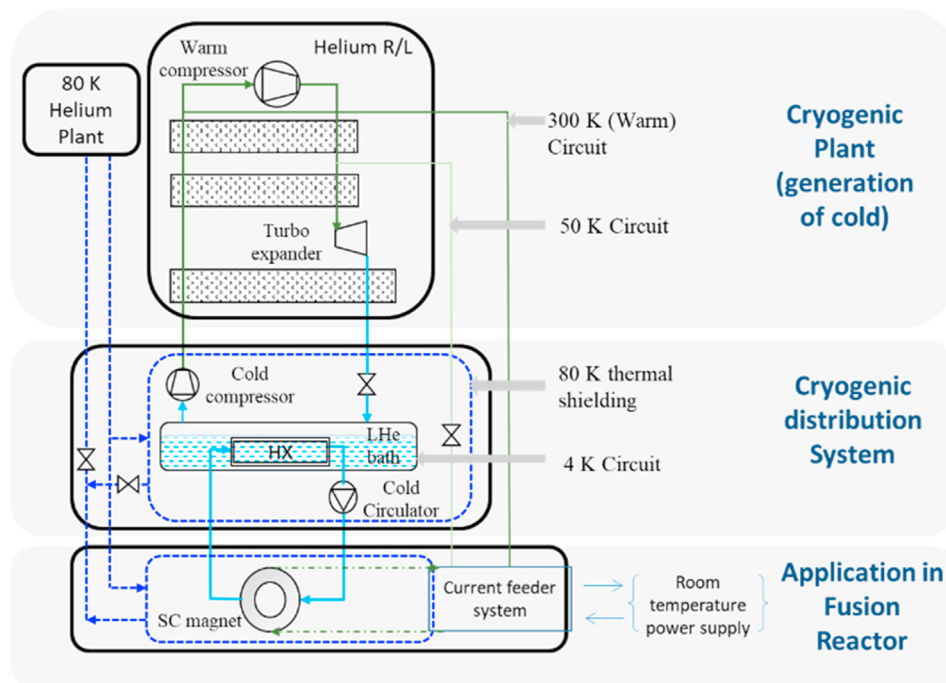 Helium R/L
Warm
compressor
80 K
Helium
Plant
300 K (Warm)
Circuit
Cryogenic
Plant
(generation
of cold)
50 K Circuit
Turbo
expander
Cold
compressor
80 K thermal
shielding
Cryogenic
distribution
System
LHe
bath
HX
4 K Circuit
Cold
Circulator
Application in
Fusion
Reactor
Current feeder
system
Room
temperature
power supply
SC magnet